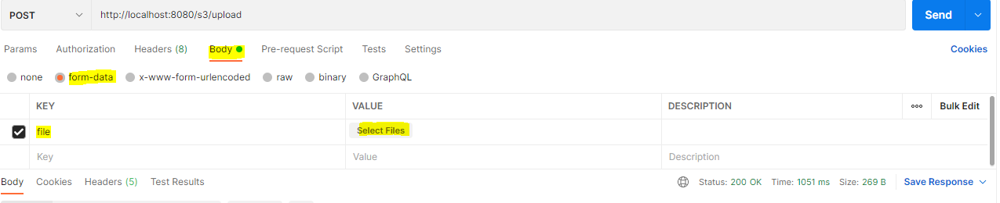 POST http://localhost:8080/s3/upload Send
Params Authorization Headers (8) Body Pre-request Script Tests Settings Cookies
none form-data x-www-form-urlencoded raw binary GraphQL
KEY VALUE DESCRIPTION ooo Bulk Edit
file Select Files
Key Value Description
Body Cookies Headers (5) Test Results Status: 200 OK Time: 1051 ms Size: 269 B Save Response